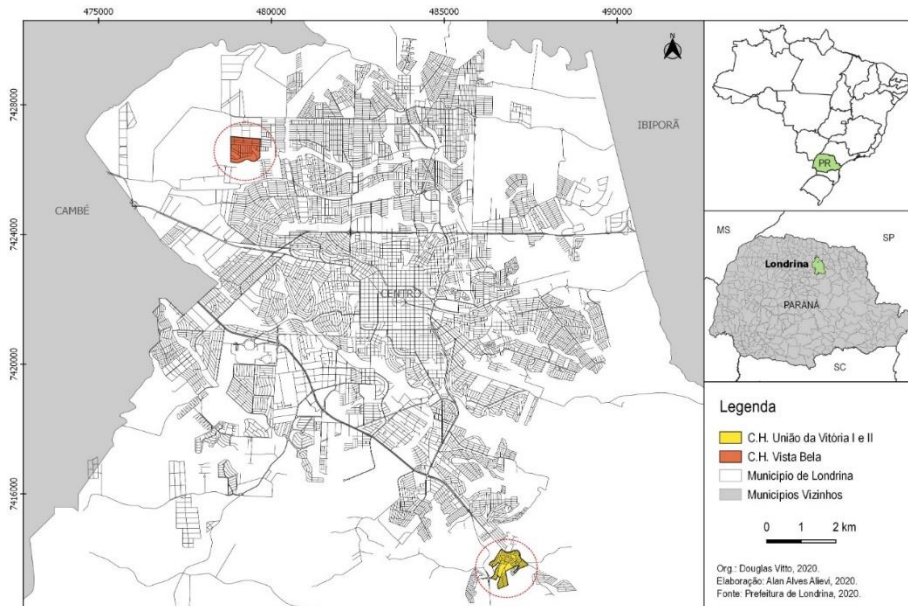 475000
480000
485000
490000
7428000
7424000
7420000
7416000
N
IBIPORÃ
CAMBÉ
CENTRO
PR
MS
SP
Londrina
PARANÁ
SC
Legenda
C.H. União da Vitória I e II
C.H. Vista Bela
Município de Londrina
Municípios Vizinhos
0 1 2 km
Org.: Douglas Vitto, 2020.
Elaboração: Alan Alves Alievi, 2020.
Fonte: Prefeitura de Londrina, 2020.